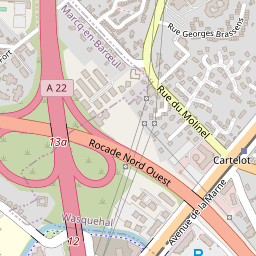 Marcq-en-Barœul
Rue Georges Brassens
Fort
A 22
Rue du Molinel
13a
Rocade Nord Ouest
Cartelot
Avenue de la Marne
Wasquehal
12
P